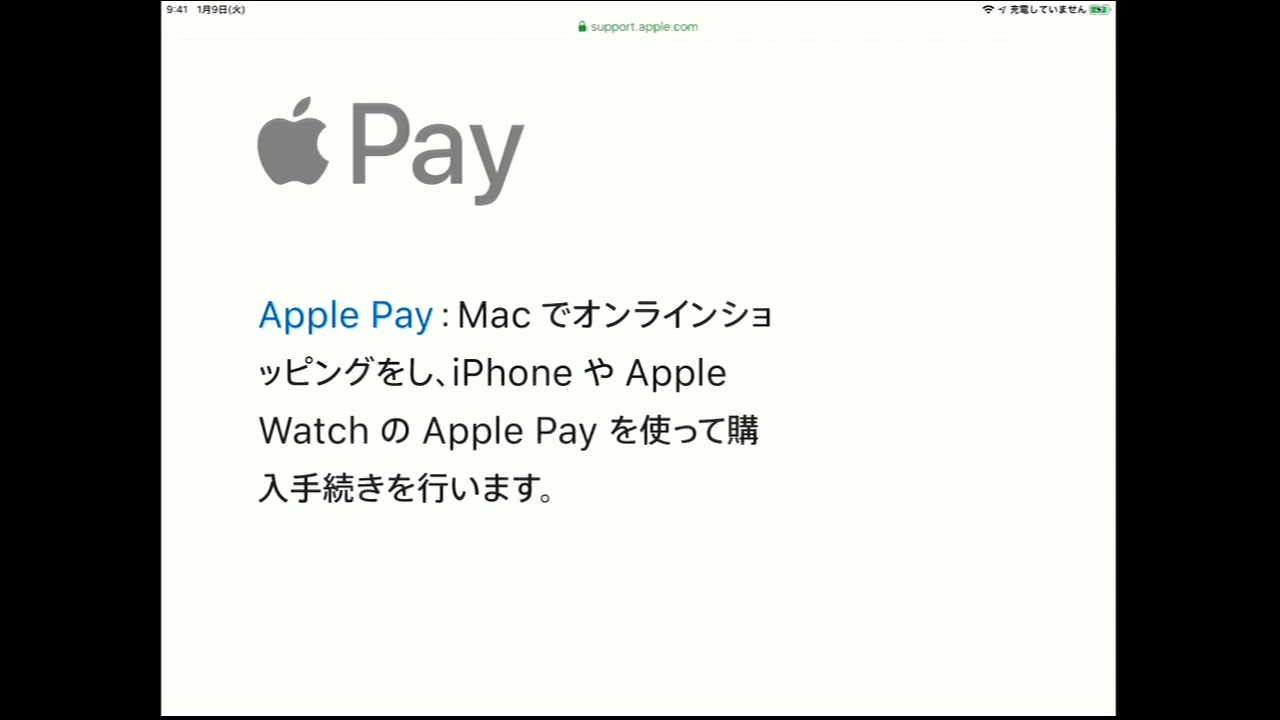 9:41 1月9日(火) 充電していません
support.apple.com
Pay
Apple Pay：Mac でオンラインショ
ッピングをし、iPhone や Apple
Watch の Apple Pay を使って購
入手続きを行います。